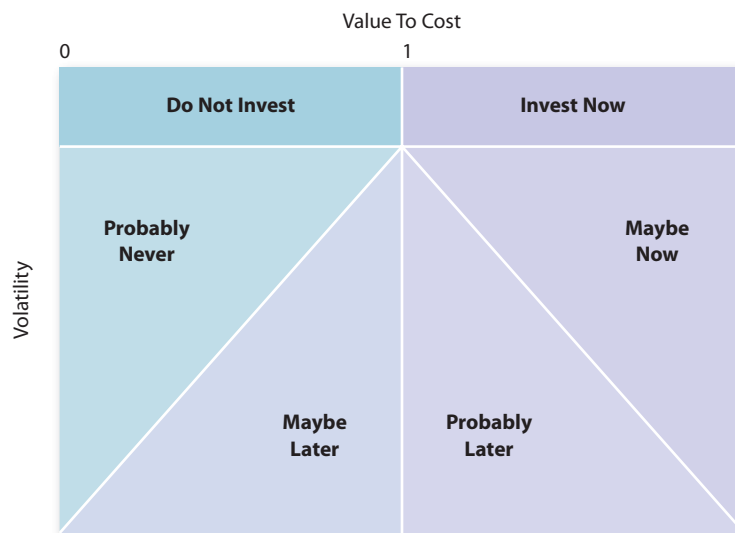 Value To Cost
0 1
Do Not Invest Invest Now
Probably
Never
Maybe
Now
Volatility
Maybe
Later
Probably
Later